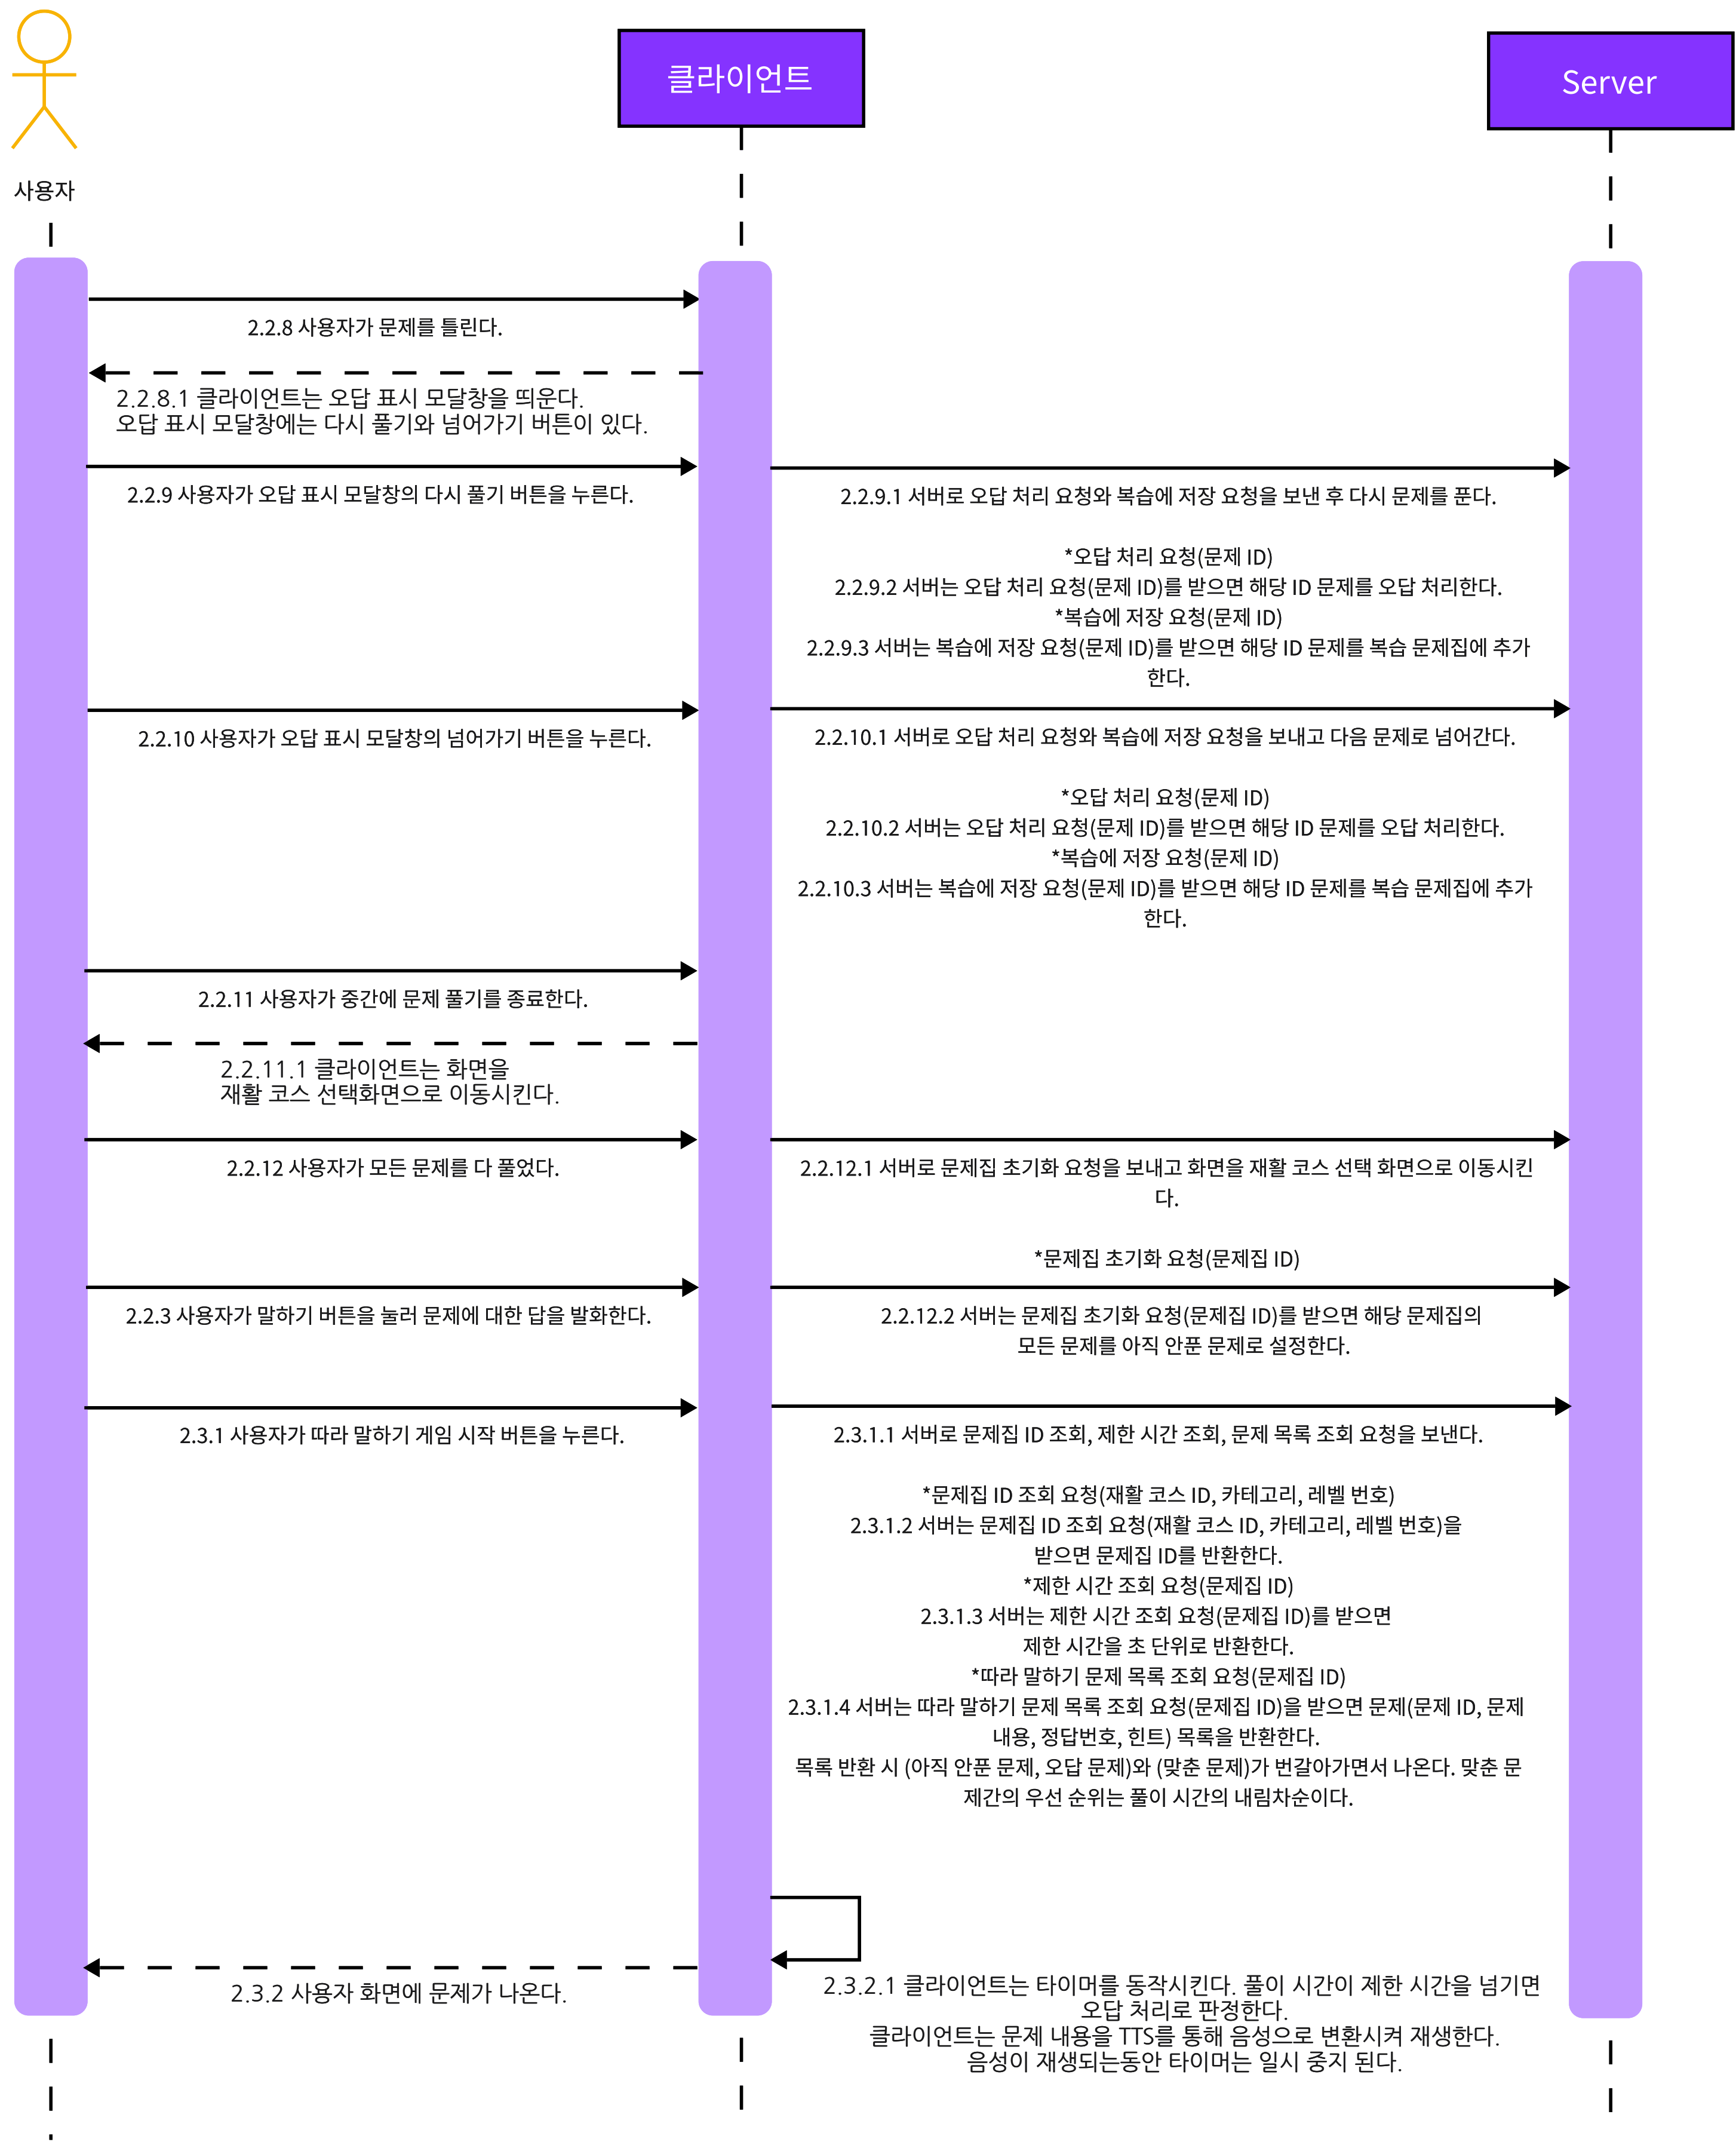 클라이언트
Server
사용자
2.2.8 사용자가 문제를 틀린다.
2.2.8.1 클라이언트는 오답 표시 모달창을 띄운다.
오답 표시 모달창에는 다시 풀기와 넘어가기 버튼이 있다.
2.2.9 사용자가 오답 표시 모달창의 다시 풀기 버튼을 누른다.
2.2.9.1 서버로 오답 처리 요청와 복습에 저장 요청을 보낸 후 다시 문제를 푼다.
*오답 처리 요청(문제 ID)
2.2.9.2 서버는 오답 처리 요청(문제 ID)를 받으면 해당 ID 문제를 오답 처리한다.
*복습에 저장 요청(문제 ID)
2.2.9.3 서버는 복습에 저장 요청(문제 ID)를 받으면 해당 ID 문제를 복습 문제집에 추가
한다.
2.2.10 사용자가 오답 표시 모달창의 넘어가기 버튼을 누른다.
2.2.10.1 서버로 오답 처리 요청와 복습에 저장 요청을 보내고 다음 문제로 넘어간다.
*오답 처리 요청(문제 ID)
2.2.10.2 서버는 오답 처리 요청(문제 ID)를 받으면 해당 ID 문제를 오답 처리한다.
*복습에 저장 요청(문제 ID)
2.2.10.3 서버는 복습에 저장 요청(문제 ID)를 받으면 해당 ID 문제를 복습 문제집에 추가
한다.
2.2.11 사용자가 중간에 문제 풀기를 종료한다.
2.2.11.1 클라이언트는 화면을
재활 코스 선택화면으로 이동시킨다.
2.2.12 사용자가 모든 문제를 다 풀었다.
2.2.12.1 서버로 문제집 초기화 요청을 보내고 화면을 재활 코스 선택 화면으로 이동시킨
다.
*문제집 초기화 요청(문제집 ID)
2.2.3 사용자가 말하기 버튼을 눌러 문제에 대한 답을 발화한다.
2.2.12.2 서버는 문제집 초기화 요청(문제집 ID)를 받으면 해당 문제집의
모든 문제를 아직 안푼 문제로 설정한다.
2.3.1 사용자가 따라 말하기 게임 시작 버튼을 누른다.
2.3.1.1 서버로 문제집 ID 조회, 제한 시간 조회, 문제 목록 조회 요청을 보낸다.
*문제집 ID 조회 요청(재활 코스 ID, 카테고리, 레벨 번호)
2.3.1.2 서버는 문제집 ID 조회 요청(재활 코스 ID, 카테고리, 레벨 번호)을
받으면 문제집 ID를 반환한다.
*제한 시간 조회 요청(문제집 ID)
2.3.1.3 서버는 제한 시간 조회 요청(문제집 ID)를 받으면
제한 시간을 초 단위로 반환한다.
*따라 말하기 문제 목록 조회 요청(문제집 ID)
2.3.1.4 서버는 따라 말하기 문제 목록 조회 요청(문제집 ID)을 받으면 문제(문제 ID, 문제
내용, 정답번호, 힌트) 목록을 반환한다.
목록 반환 시 (아직 안푼 문제, 오답 문제)와 (맞춘 문제)가 번갈아가면서 나온다. 맞춘 문
제간의 우선 순위는 풀이 시간의 내림차순이다.
2.3.2 사용자 화면에 문제가 나온다.
2.3.2.1 클라이언트는 타이머를 동작시킨다. 풀이 시간이 제한 시간을 넘기면
오답 처리로 판정한다.
클라이언트는 문제 내용을 TTS를 통해 음성으로 변환시켜 재생한다.
음성이 재생되는동안 타이머는 일시 중지 된다.